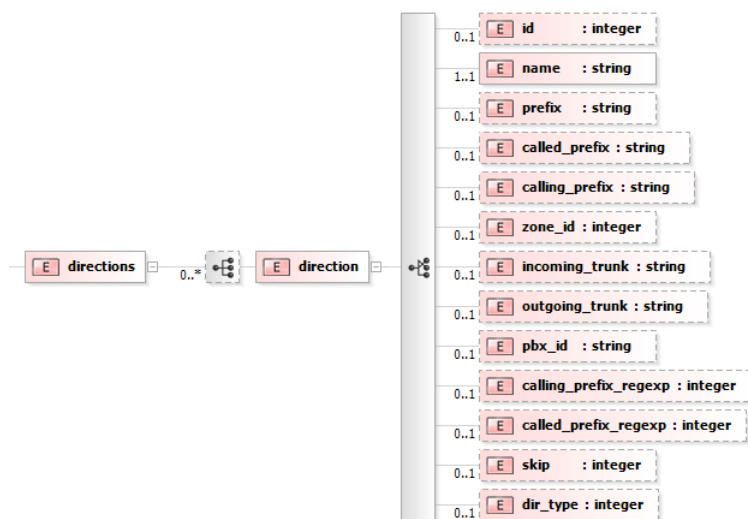 E id : integer
0..1
E name : string
1..1
E prefix : string
0..1
E called_prefix : string
0..1
E calling_prefix : string
0..1
E zone_id : integer
0..1
E directions
0..*
E direction
E incoming_trunk : string
0..1
E outgoing_trunk : string
0..1
E pbx_id : string
0..1
E calling_prefix_regexp : integer
0..1
E called_prefix_regexp : integer
0..1
E skip : integer
0..1
E dir_type : integer
0..1